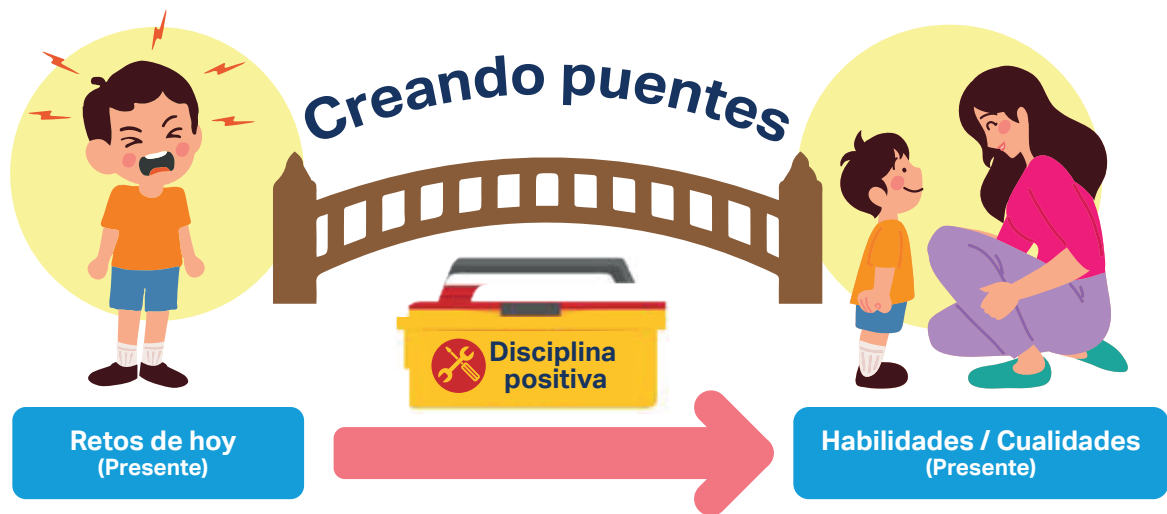 Creando puentes
Disciplina
positiva
Retos de hoy
(Presente)
Habilidades / Cualidades
(Presente)